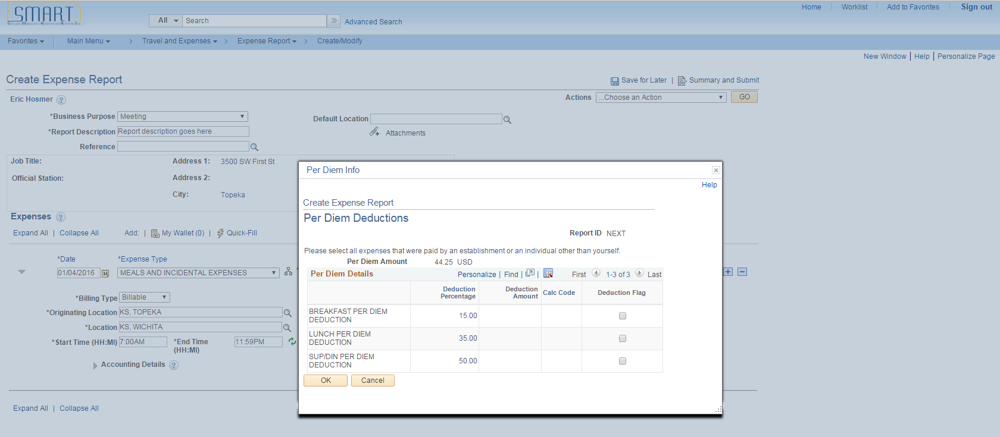 SMART
All
Search
Advanced Search
Home
Worklist
Add to Favorites
Sign out
Favorites
Main Menu
Travel and Expenses
Expense Report
Create/Modify
New Window | Help | Personalize Page
Create Expense Report
Save for Later | Summary and Submit
Eric Hosmer
Actions ...Choose an Action GO
*Business Purpose Meeting
Default Location
*Report Description Report description goes here
Attachments
Reference
Job Title:
Address 1: 3500 SW First St
Official Station:
Address 2:
City: Topeka
Expenses
Expand All | Collapse All Add: | My Wallet (0) | Quick-Fill
*Date
*Expense Type
01/04/2016
31
MEALS AND INCIDENTAL EXPENSES
*
*Billing Type Billable
*Originating Location KS, TOPEKA
*Location KS, WICHITA
*Start Time (HH:MI) 7:00AM
*End Time
(HH:MI)
11:59PM
Accounting Details
Expand All | Collapse All
Per Diem Info
Help
Create Expense Report
Per Diem Deductions
Report ID NEXT
Please select all expenses that were paid by an establishment or an individual other than yourself.
Per Diem Amount 44.25 USD
Per Diem Details
Personalize | Find | |
First 1-3 of 3 Last
Deduction
Percentage
Deduction
Amount
Calc Code
Deduction Flag
BREAKFAST PER DIEM
DEDUCTION
15.00
LUNCH PER DIEM
DEDUCTION
35.00
SUP/DIN PER DIEM
DEDUCTION
50.00
OK
Cancel